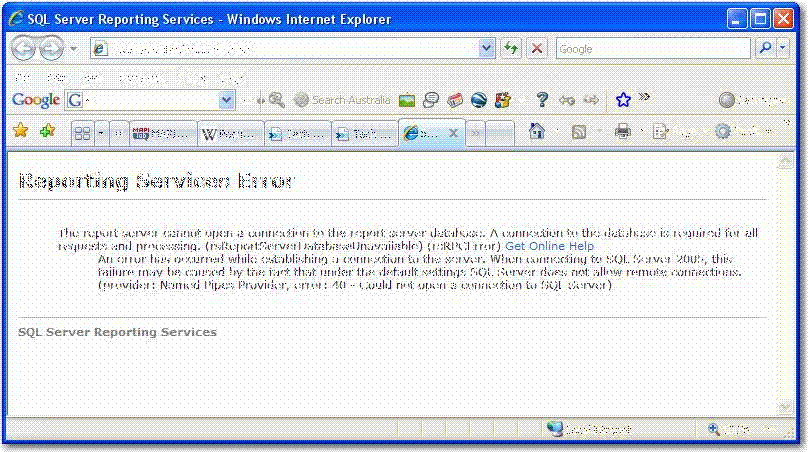 SQL Server Reporting Services - Windows Internet Explorer
Google
Google Search Australia
Reporting Services Error
The report server cannot open a connection to the report server database. A connection to the database is required for all
requests and processing. (rsReportServerDatabaseUnavailable) (rsRPCError) Get Online Help
An error has occurred while establishing a connection to the server. When connecting to SQL Server 2005, this
failure may be caused by the fact that under the default settings SQL Server does not allow remote connections.
(provider: Named Pipes Provider, error: 40 - Could not open a connection to SQL Server)
SQL Server Reporting Services